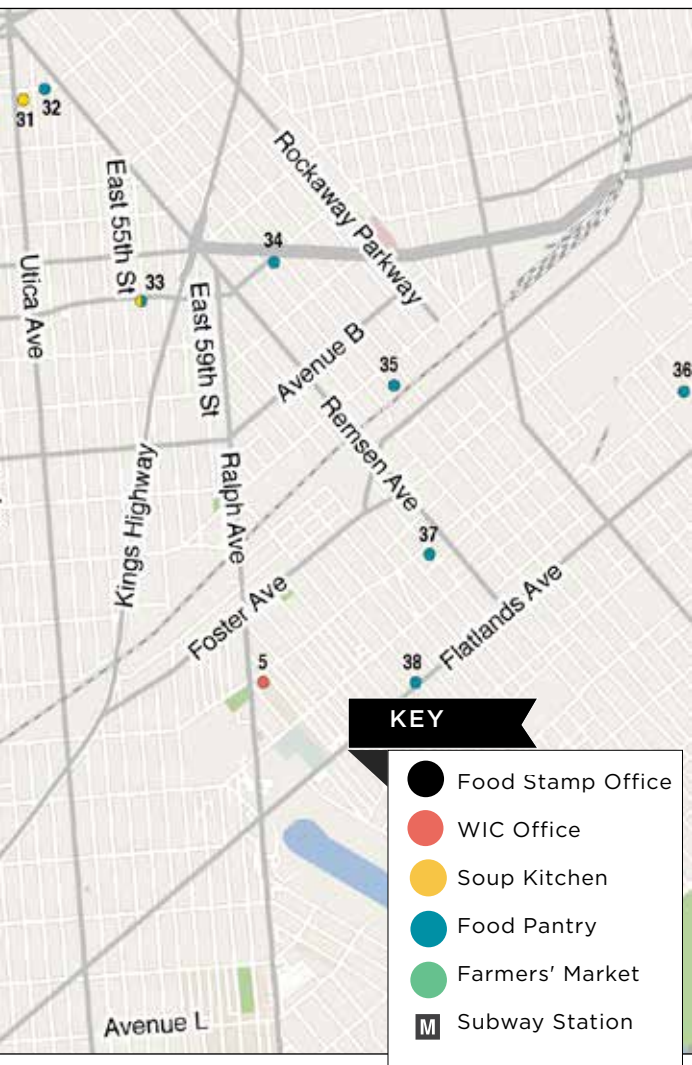 31
32
East 55th St
Rockaway Parkway
34
Utica Ave
33
East 59th St
Avenue B
35
36
Remsen Ave
Kings Highway
Ralph Ave
37
Foster Ave
Flatlands Ave
5
38
KEY
Food Stamp Office
WIC Office
Soup Kitchen
Food Pantry
Farmers' Market
M Subway Station
Avenue L